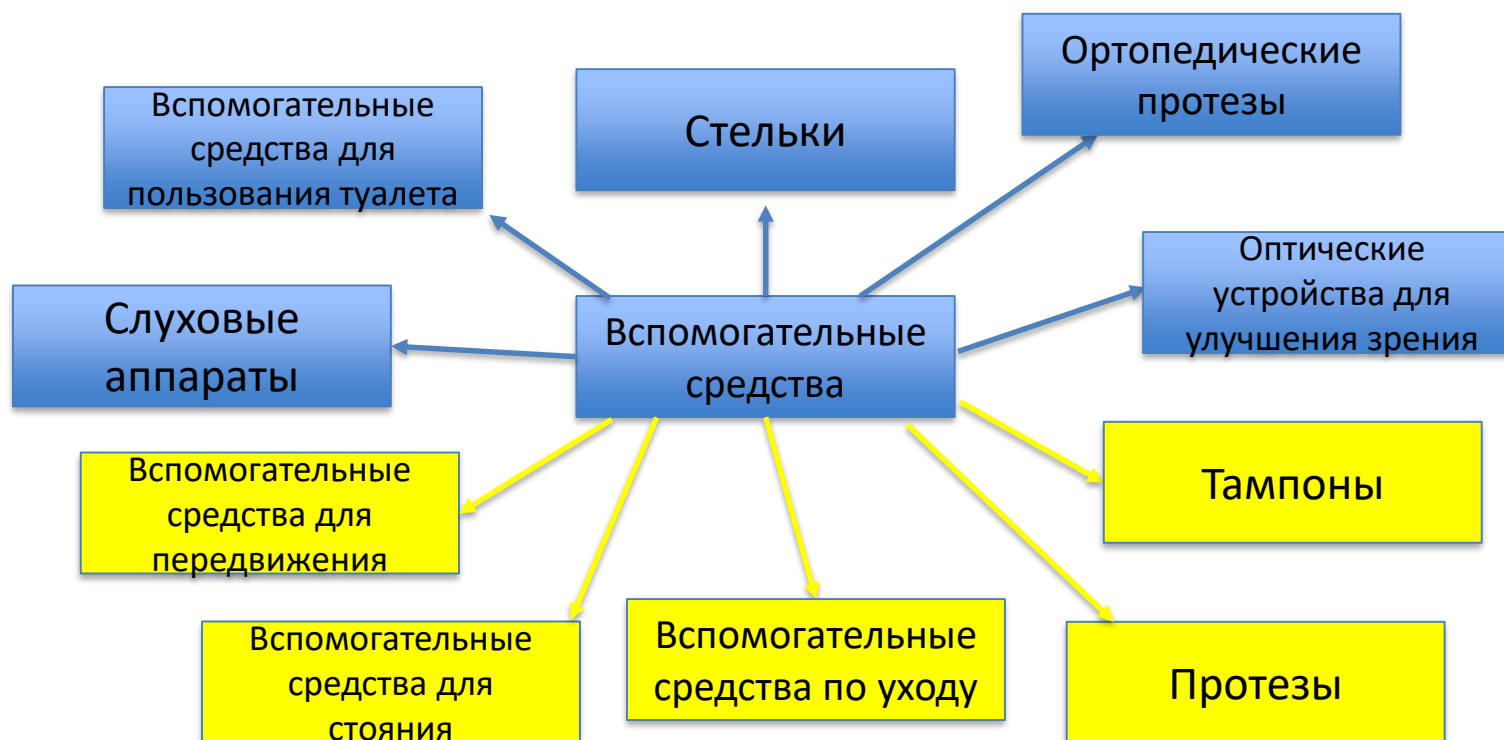 Ортопедические
протезы
Вспомогательные
средства для
пользования туалета
Стельки
Оптические
устройства для
улучшения зрения
Слуховые
аппараты
Вспомогательные
средства
Вспомогательные
средства для
передвижения
Тампоны
Вспомогательные
средства для
стояния
Вспомогательные
средства по уходу
Протезы